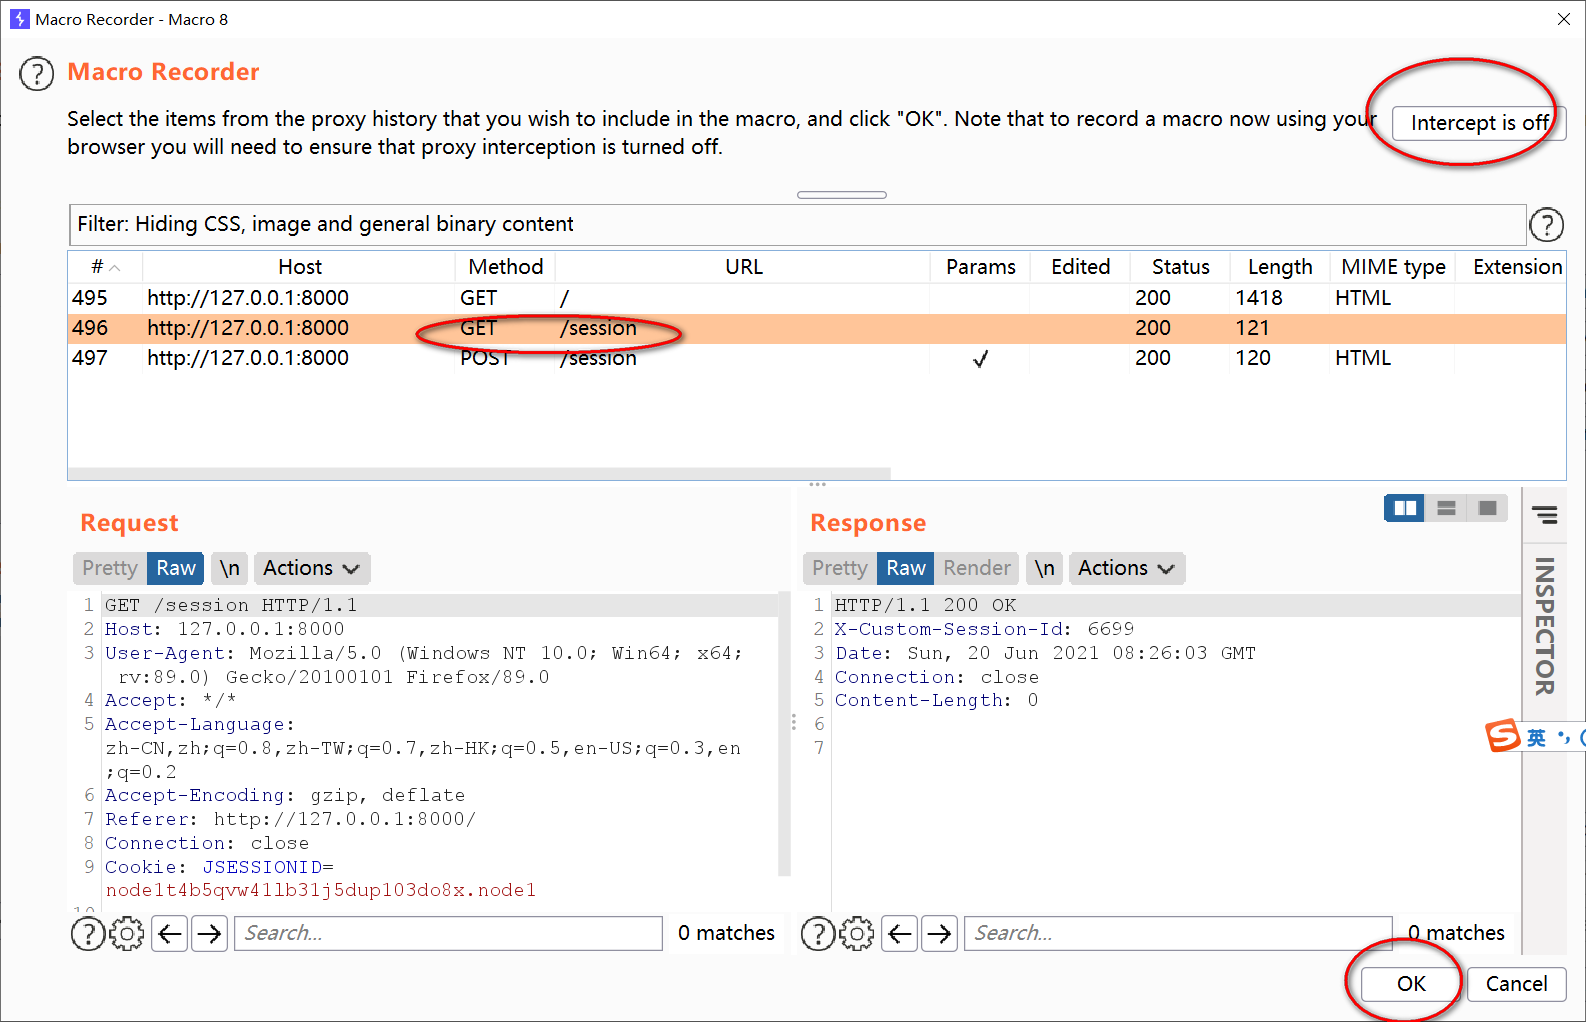 Macro Recorder - Macro 8
Macro Recorder
Select the items from the proxy history that you wish to include in the macro, and click "OK". Note that to record a macro now using your
browser you will need to ensure that proxy interception is turned off.
Intercept is off
Filter: Hiding CSS, image and general binary content
# Host Method URL Params Edited Status Length MIME type Extension
495 http://127.0.0.1:8000 GET / 200 1418 HTML
496 http://127.0.0.1:8000 GET /session 200 121
497 http://127.0.0.1:8000 POST /session ✓ 200 120 HTML
Request
Pretty Raw \n Actions
1 GET /session HTTP/1.1
2 Host: 127.0.0.1:8000
3 User-Agent: Mozilla/5.0 (Windows NT 10.0; Win64; x64;
rv:89.0) Gecko/20100101 Firefox/89.0
4 Accept: */*
5 Accept-Language:
zh-CN,zh;q=0.8,zh-TW;q=0.7,zh-HK;q=0.5,en-US;q=0.3,en
;q=0.2
6 Accept-Encoding: gzip, deflate
7 Referer: http://127.0.0.1:8000/
8 Connection: close
9 Cookie: JSESSIONID=
node1t4b5qvw41lb31j5dup103do8x.node1
10
Search...
0 matches
Response
Pretty Raw Render \n Actions
1 HTTP/1.1 200 OK
2 X-Custom-Session-Id: 6699
3 Date: Sun, 20 Jun 2021 08:26:03 GMT
4 Connection: close
5 Content-Length: 0
6
7
Search...
0 matches
INSPECTOR
英
OK
Cancel